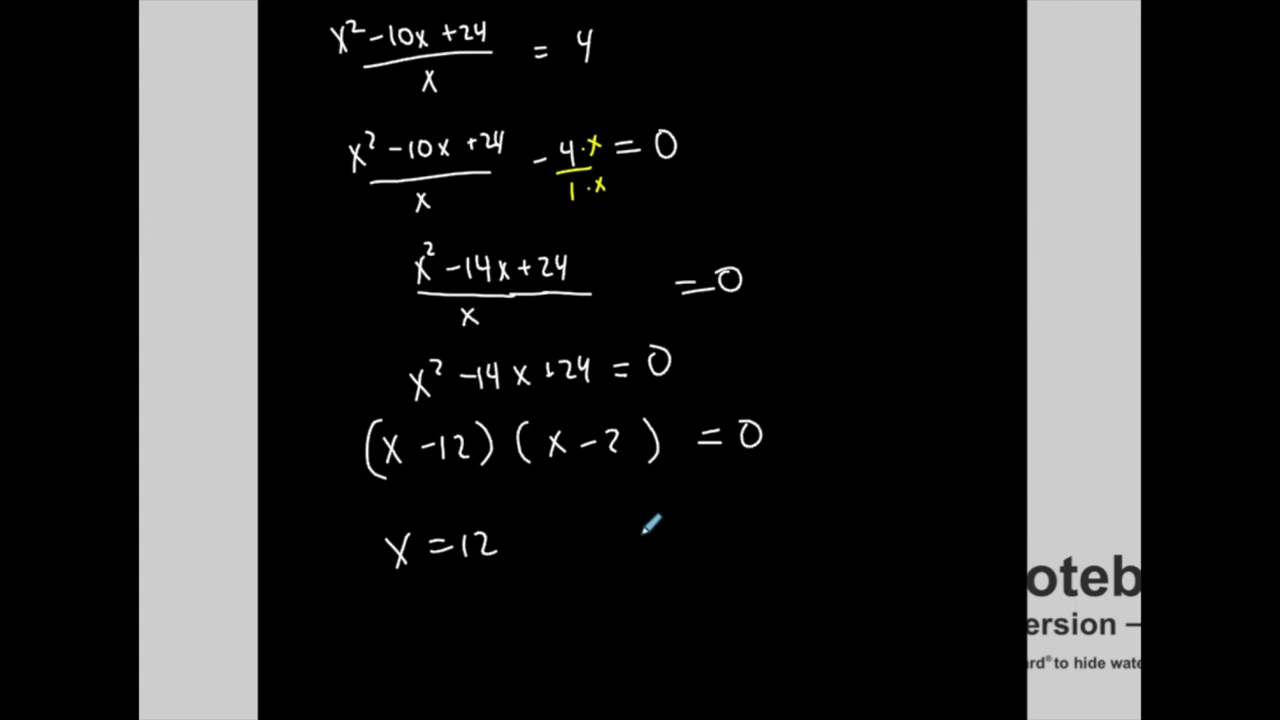 x² -10x +24 / x = 4
x² -10x +24 / x - 4·x / 1·x = 0
x² -14x +24 / x = 0
x² -14x +24 = 0
(x -12) (x -2) = 0
x = 12
oteb
ersion –
ard® to hide wate